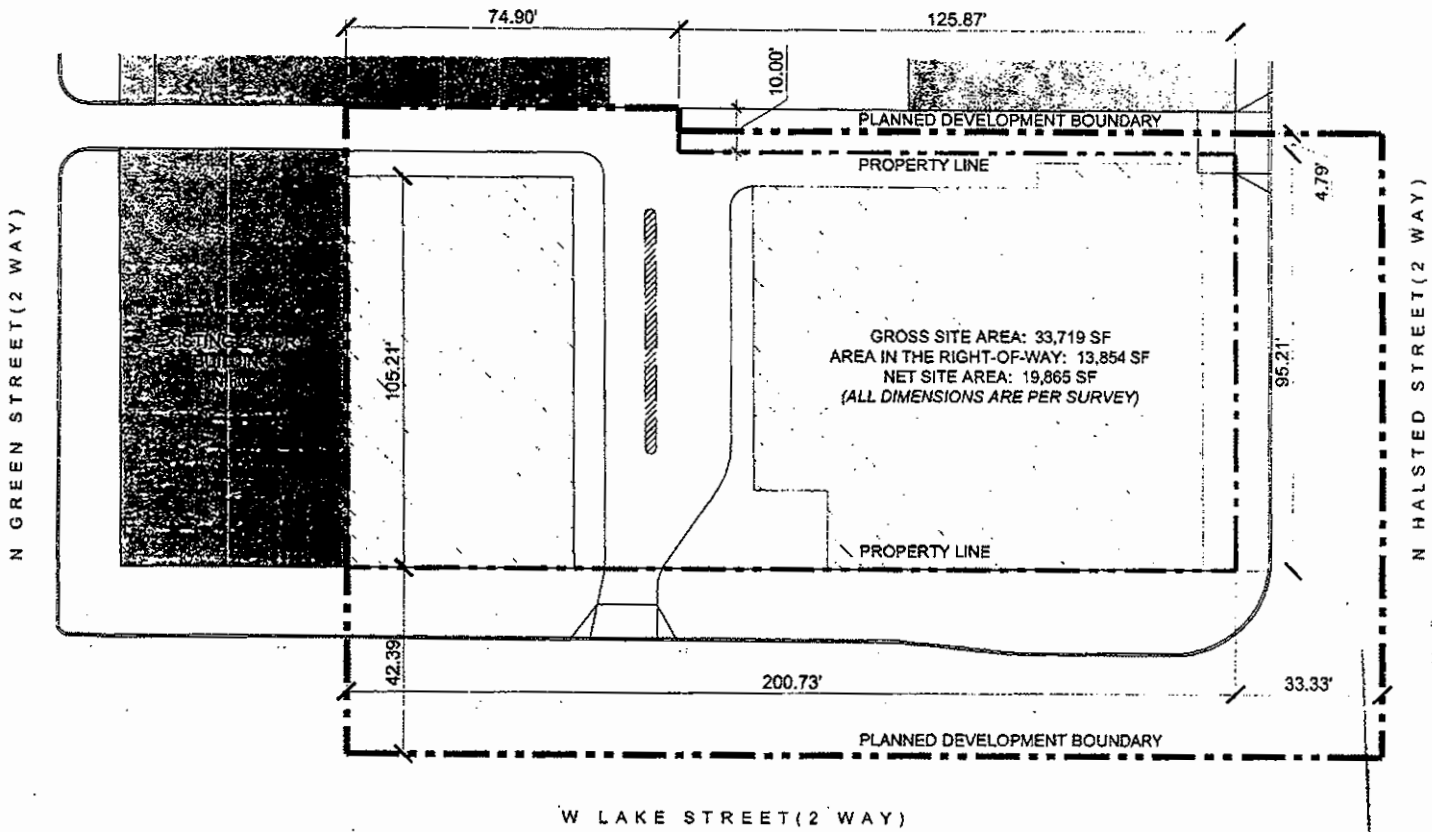 74.90'
125.87'
10.00'
PLANNED DEVELOPMENT BOUNDARY
PROPERTY LINE
4.79'
N GREEN STREET(2 WAY)
BUILDING
105.21'
GROSS SITE AREA: 33,719 SF
AREA IN THE RIGHT-OF-WAY: 13,854 SF
NET SITE AREA: 19,865 SF
(ALL DIMENSIONS ARE PER SURVEY)
95.21'
N HALSTED STREET(2 WAY)
PROPERTY LINE
42.39'
200.73'
33.33'
PLANNED DEVELOPMENT BOUNDARY
W LAKE STREET(2 WAY)